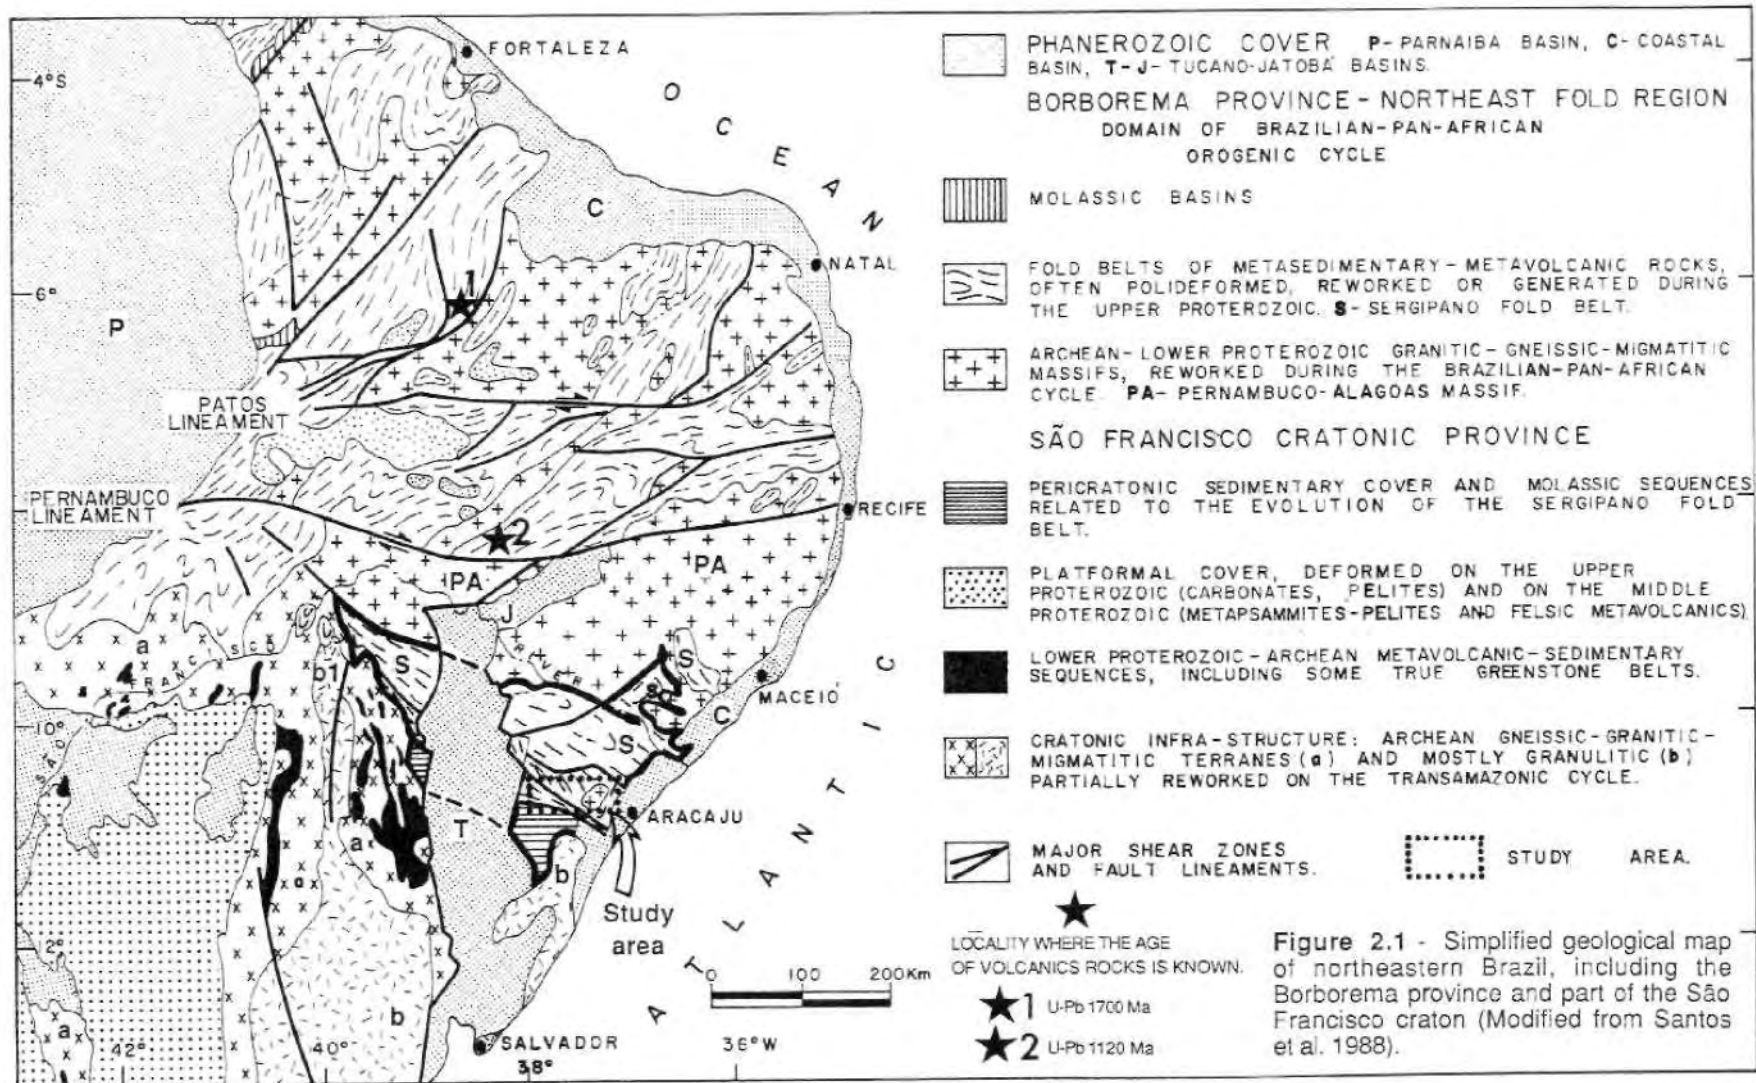 FORTALEZA
4°S
OCEAN
C
NATAL
6°
1
P
PATOS
LINEAMENT
PERNAMBUCO
LINEAMENT
RECIFE
2
PA
PA
J
a
FRANCISCO
RIVER
S
S
b1
S
S
MACEIÓ
C
10°
SÃO
T
ARACAJU
a
a
b
Study
area
ATLANTIC
12°
a
b
42°
40°
SALVADOR
38°
36°W
0 100 200Km
PHANEROZOIC COVER P-PARNAIBA BASIN, C-COASTAL
BASIN, T-J-TUCANO-JATOBÁ BASINS.
BORBOREMA PROVINCE-NORTHEAST FOLD REGION
DOMAIN OF BRAZILIAN-PAN-AFRICAN
OROGENIC CYCLE
MOLASSIC BASINS
FOLD BELTS OF METASEDIMENTARY-METAVOLCANIC ROCKS,
OFTEN POLIDEFORMED, REWORKED OR GENERATED DURING
THE UPPER PROTEROZOIC. S-SERGIPANO FOLD BELT.
ARCHEAN-LOWER PROTEROZOIC GRANITIC-GNEISSIC-MIGMATITIC
MASSIFS, REWORKED DURING THE BRAZILIAN-PAN-AFRICAN
CYCLE. PA-PERNAMBUCO-ALAGOAS MASSIF.
SÃO FRANCISCO CRATONIC PROVINCE
PERICRATONIC SEDIMENTARY COVER AND MOLASSIC SEQUENCES
RELATED TO THE EVOLUTION OF THE SERGIPANO FOLD
BELT.
PLATFORMAL COVER, DEFORMED ON THE UPPER
PROTEROZOIC (CARBONATES, PELITES) AND ON THE MIDDLE
PROTEROZOIC (METAPSAMMITES-PELITES AND FELSIC METAVOLCANICS)
LOWER PROTEROZOIC-ARCHEAN METAVOLCANIC-SEDIMENTARY
SEQUENCES, INCLUDING SOME TRUE GREENSTONE BELTS.
CRATONIC INFRA-STRUCTURE: ARCHEAN GNEISSIC-GRANITIC-
MIGMATITIC TERRANES (a) AND MOSTLY GRANULITIC (b)
PARTIALLY REWORKED ON THE TRANSAMAZONIC CYCLE.
MAJOR SHEAR ZONES
AND FAULT LINEAMENTS.
STUDY AREA.
LOCALITY WHERE THE AGE
OF VOLCANICS ROCKS IS KNOWN.
1 U-Pb 1700 Ma
2 U-Pb 1120 Ma
Figure 2.1 - Simplified geological map
of northeastern Brazil, including the
Borborema province and part of the São
Francisco craton (Modified from Santos
et al. 1988).